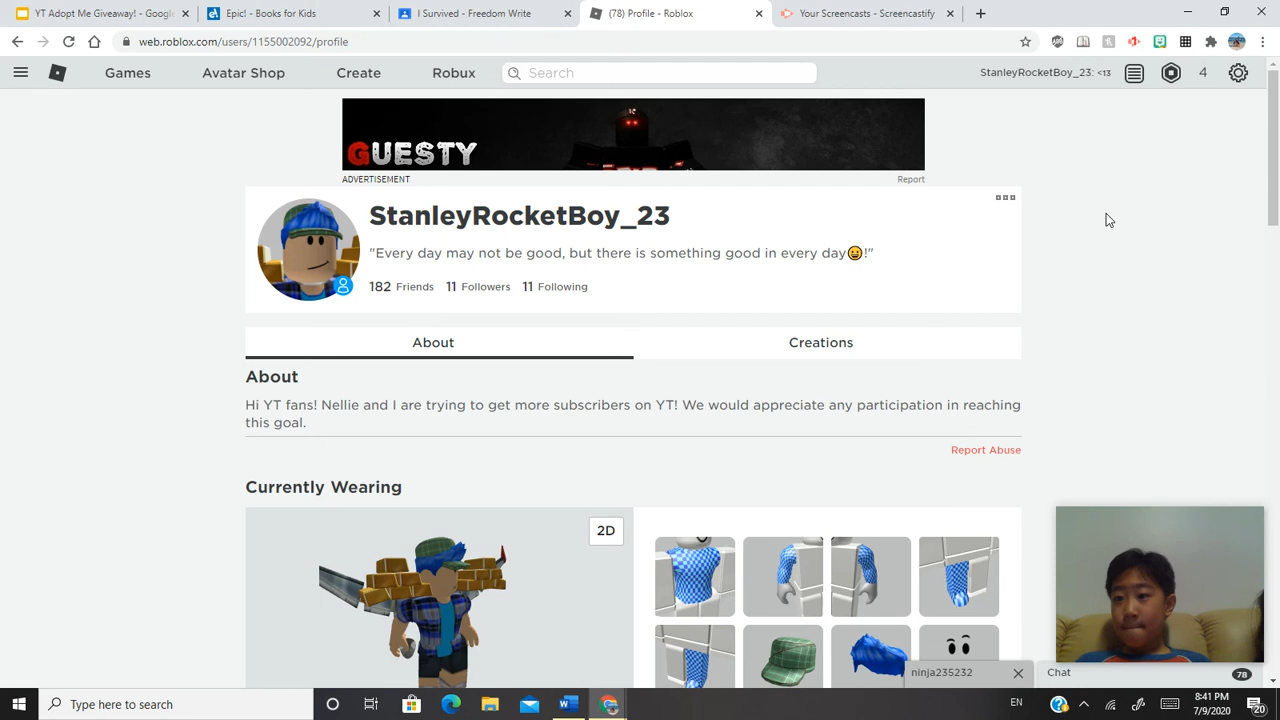 YT Adopt Me Giveaway! - Google
Epic! - Books for Kids
I Survived - Freedom Write
(78) Profile - Roblox
Your Screencasts - Screencastify
web.roblox.com/users/1155002092/profile
Games
Avatar Shop
Create
Robux
Search
StanleyRocketBoy_23: <13
4
GUESTY
ADVERTISEMENT
Report
StanleyRocketBoy_23
"Every day may not be good, but there is something good in every day😀!"
182 Friends 11 Followers 11 Following
About
Creations
About
Hi YT fans! Nellie and I are trying to get more subscribers on YT! We would appreciate any participation in reaching
this goal.
Report Abuse
Currently Wearing
2D
ninja235232
Chat
78
Type here to search
EN
8:41 PM
7/9/2020
20